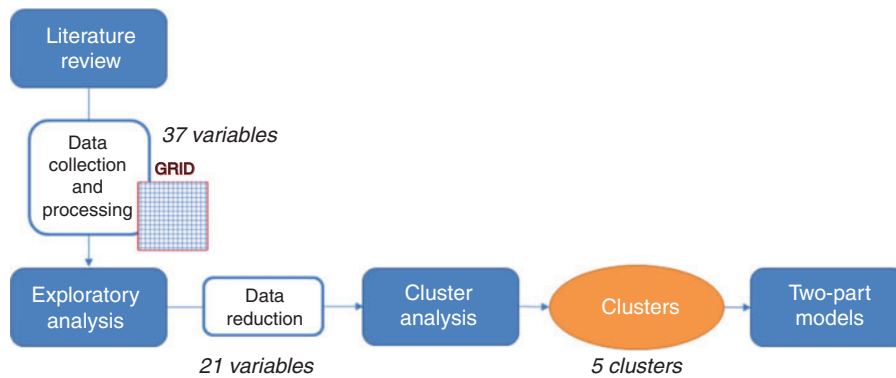 Literature
review
37 variables
Data
collection
and
processing
GRID
Exploratory
analysis
Data
reduction
21 variables
Cluster
analysis
Clusters
5 clusters
Two-part
models